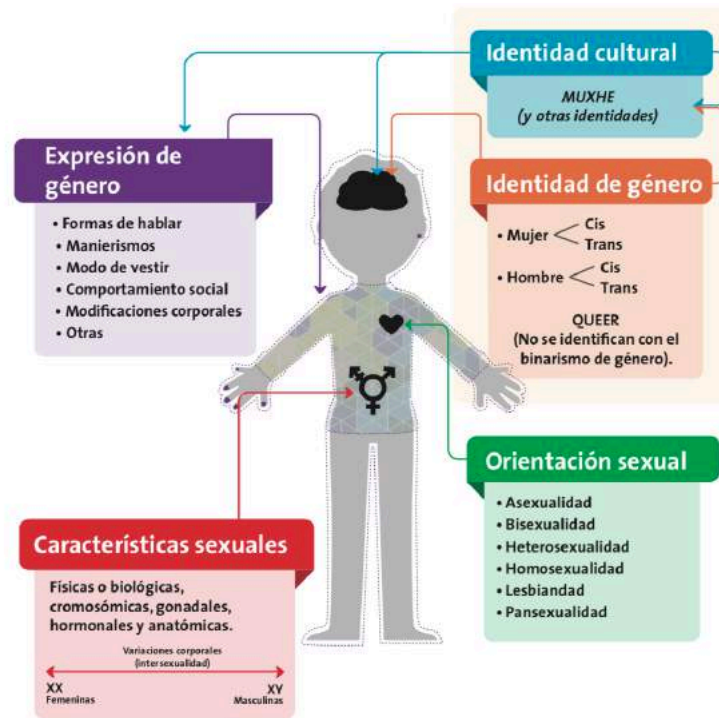 Identidad cultural
MUXHE
(y otras identidades)
Expresión de
género
• Formas de hablar
• Manierismos
• Modo de vestir
• Comportamiento social
• Modificaciones corporales
• Otras
Identidad de género
• Mujer < Cis
Trans
• Hombre < Cis
Trans
QUEER
(No se identifican con el
binarismo de género).
Orientación sexual
• Asexualidad
• Bisexualidad
• Heterosexualidad
• Homosexualidad
• Lesbiandad
• Pansexualidad
Características sexuales
Físicas o biológicas,
cromosómicas, gonadales,
hormonales y anatómicas.
Variaciones corporales
(intersexualidad)
XX
Femeninas
XY
Masculinas